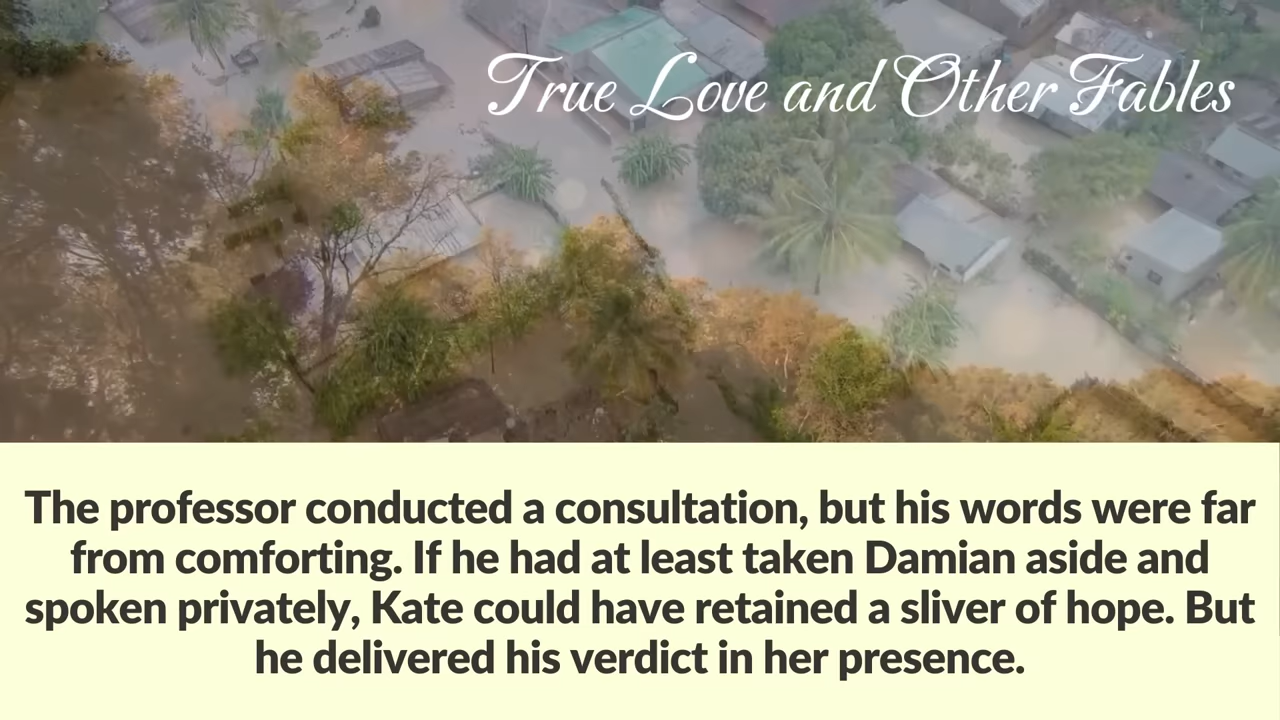 True Love and Other Fables
The professor conducted a consultation, but his words were far
from comforting. If he had at least taken Damian aside and
spoken privately, Kate could have retained a sliver of hope. But
he delivered his verdict in her presence.